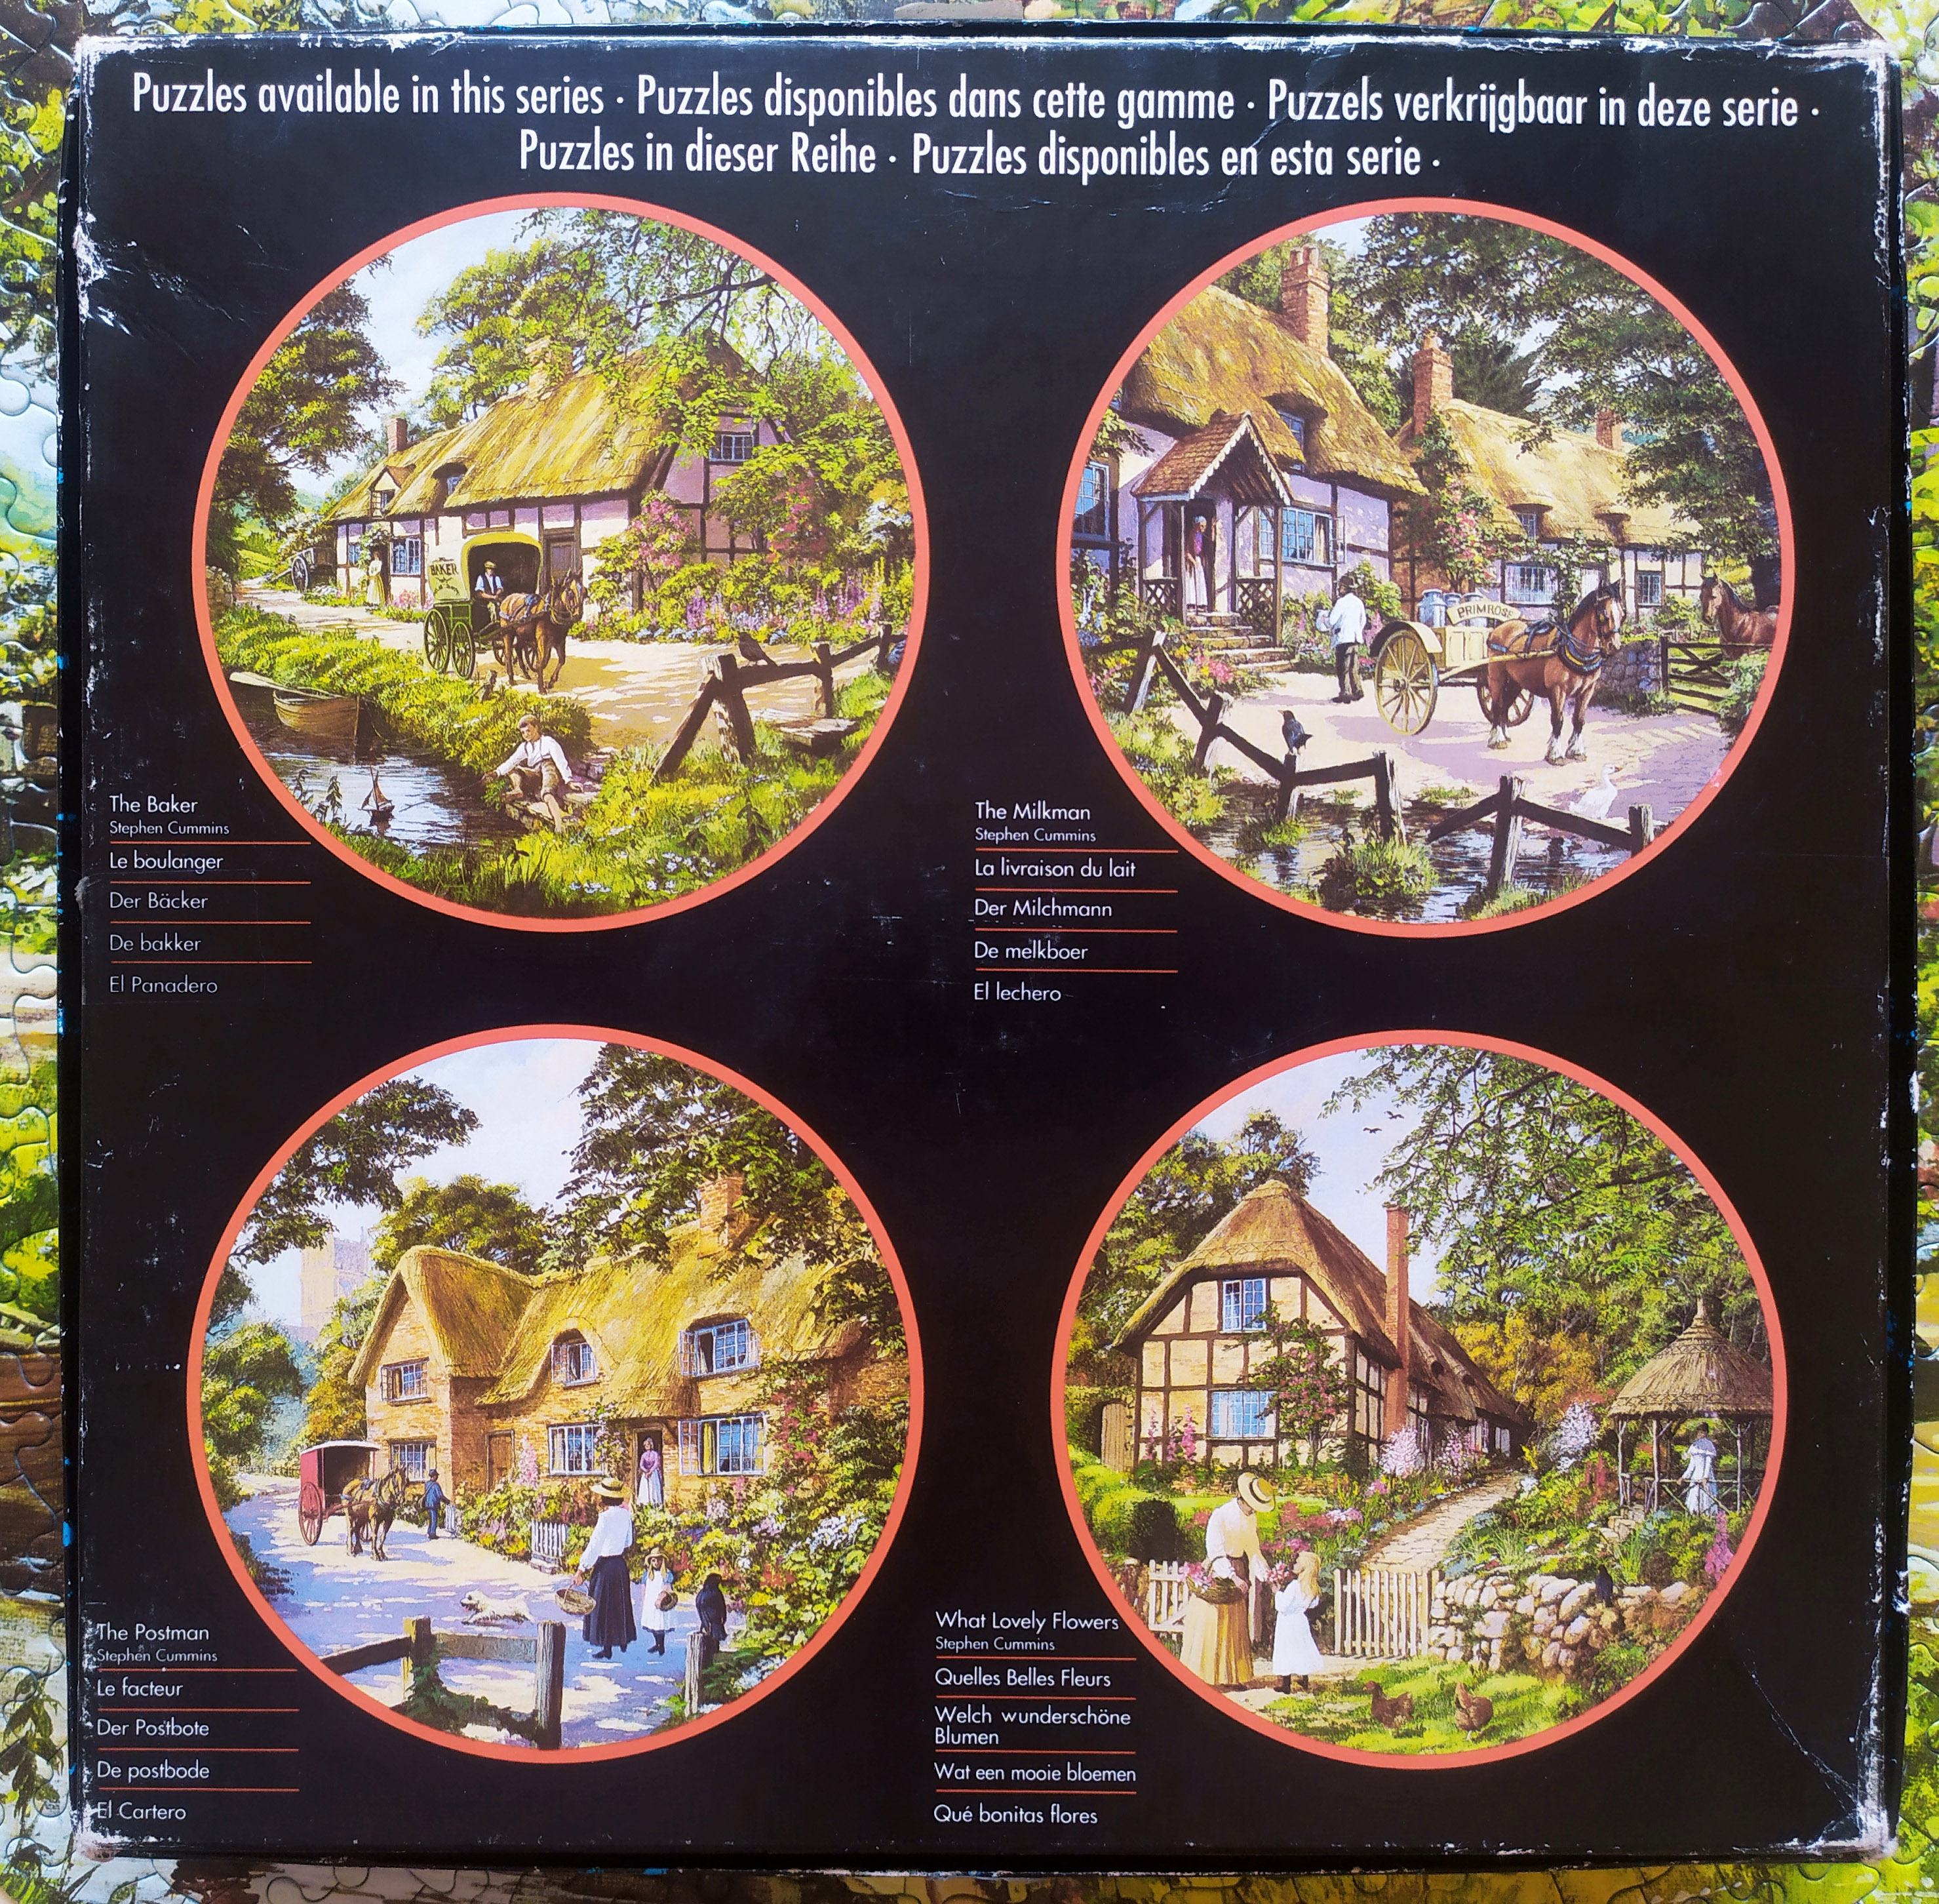 Puzzles available in this series · Puzzles disponibles dans cette gamme · Puzzels verkrijgbaar in deze serie ·
Puzzles in dieser Reihe · Puzzles disponibles en esta serie ·
BAKER
The Baker
Stephen Cummins
Le boulanger
Der Bäcker
De bakker
El Panadero
PRIMROSE
The Milkman
Stephen Cummins
La livraison du lait
Der Milchmann
De melkboer
El lechero
The Postman
Stephen Cummins
Le facteur
Der Postbote
De postbode
El Cartero
What Lovely Flowers
Stephen Cummins
Quelles Belles Fleurs
Welch wunderschöne
Blumen
Wat een mooie bloemen
Qué bonitas flores